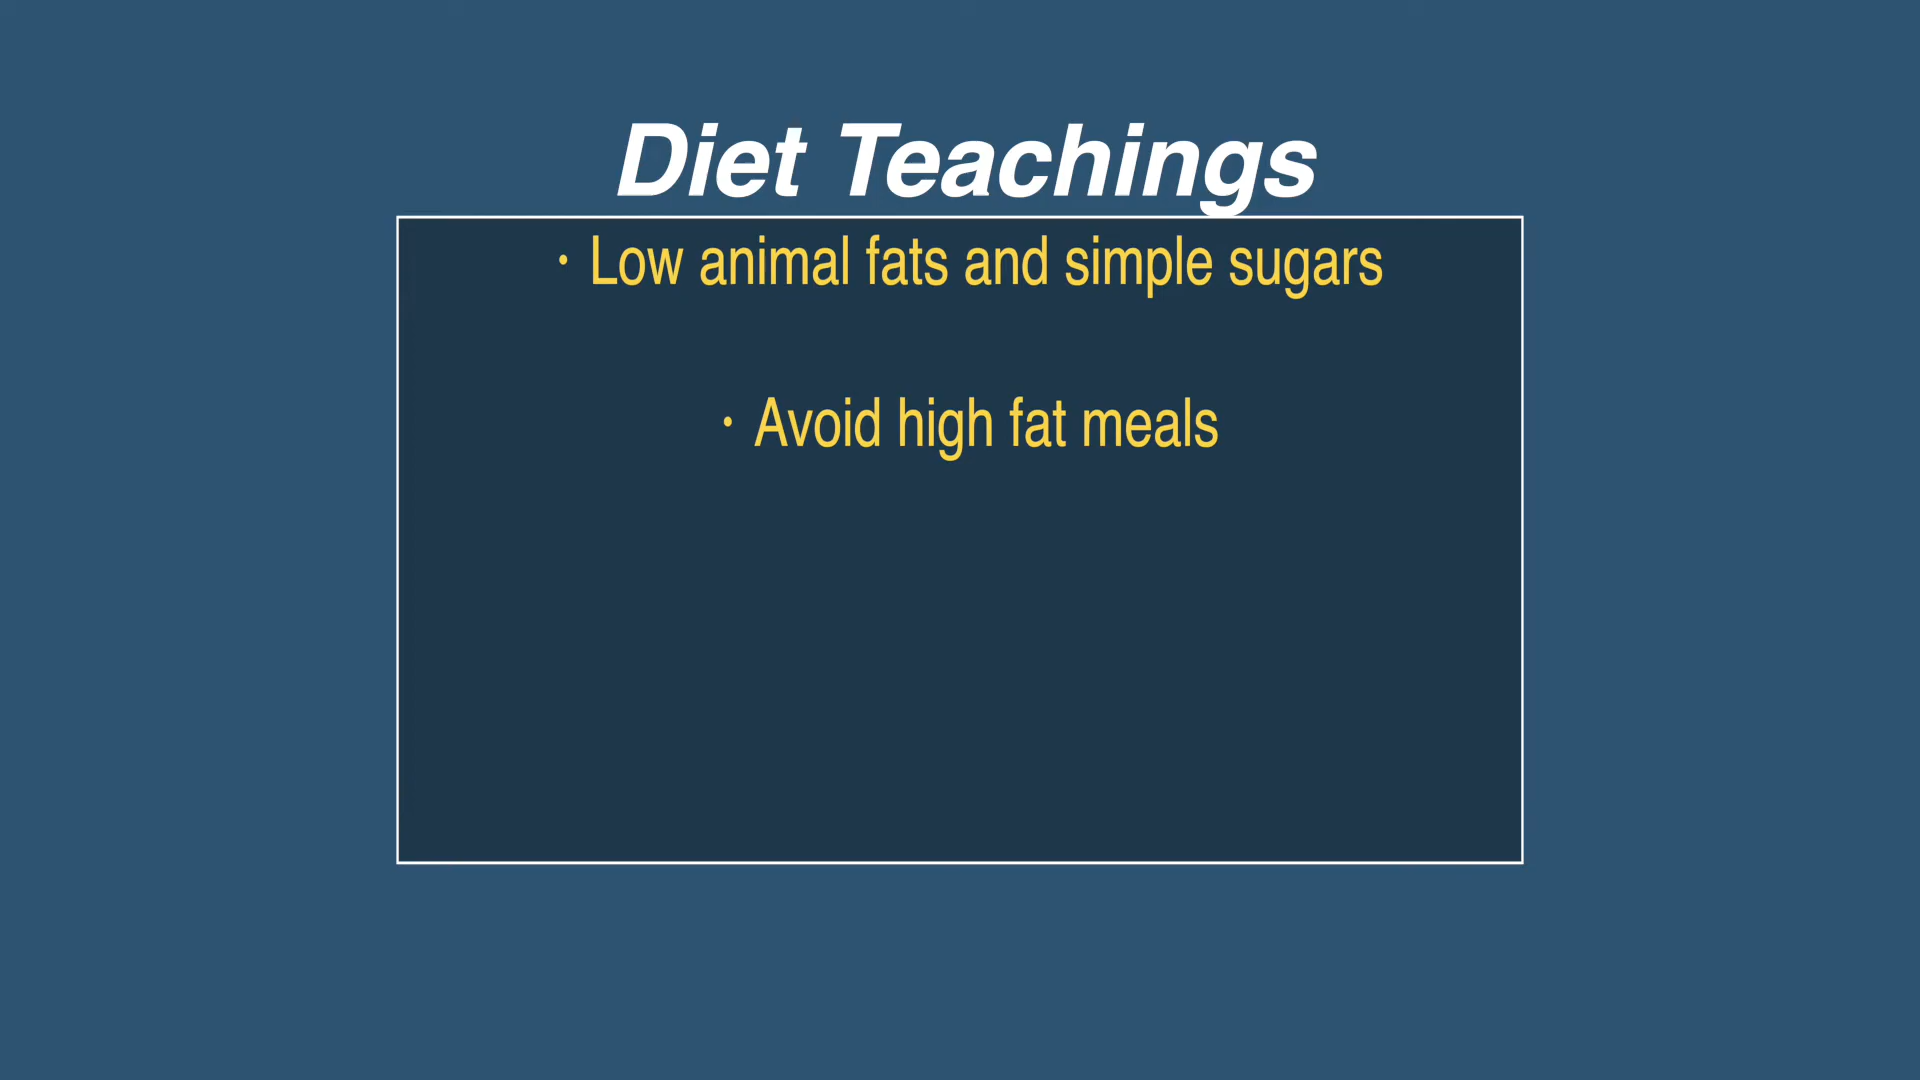 Diet Teachings
· Low animal fats and simple sugars
· Avoid high fat meals